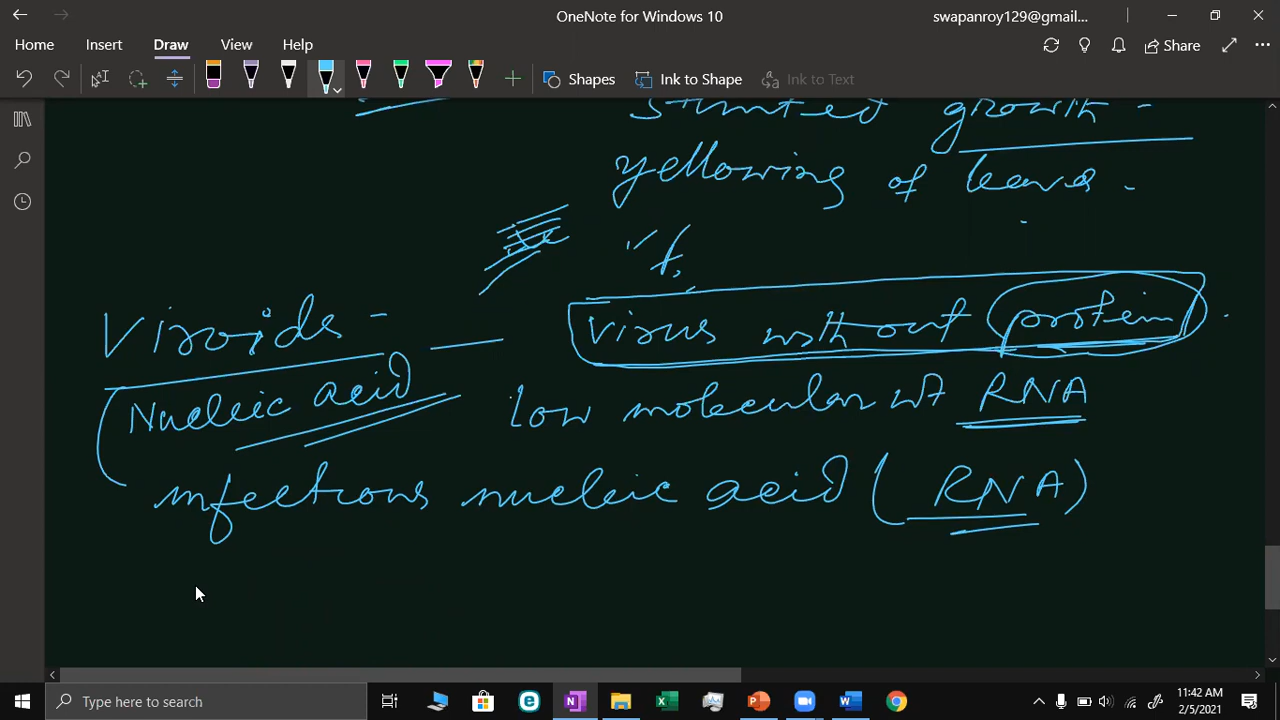 OneNote for Windows 10
swapanroy129@gmail...
Home Insert Draw View Help
Share
Shapes Ink to Shape Ink to Text
stunted growth -
yellowing of leaves -
Viroids - — Virus without protein
Nucleic acid
low molecular wt RNA
infectious nucleic acid (RNA)
Type here to search
11:42 AM
2/5/2021